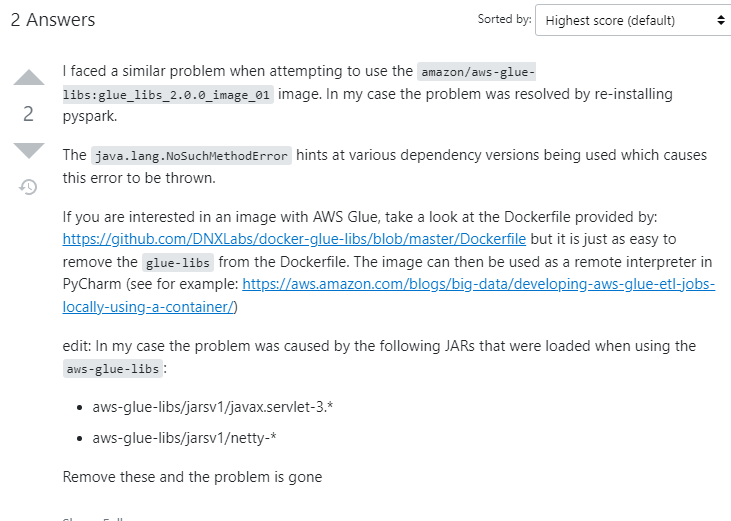 2 Answers
Sorted by:
Highest score (default)
2
I faced a similar problem when attempting to use the amazon/aws-glue-
libs:glue_libs_2.0.0_image_01 image. In my case the problem was resolved by re-installing
pyspark.
The java.lang.NoSuchMethodError hints at various dependency versions being used which causes
this error to be thrown.
If you are interested in an image with AWS Glue, take a look at the Dockerfile provided by:
https://github.com/DNXLabs/docker-glue-libs/blob/master/Dockerfile but it is just as easy to
remove the glue-libs from the Dockerfile. The image can then be used as a remote interpreter in
PyCharm (see for example: https://aws.amazon.com/blogs/big-data/developing-aws-glue-etl-jobs-
locally-using-a-container/)
edit: In my case the problem was caused by the following JARs that were loaded when using the
aws-glue-libs:
• aws-glue-libs/jarsv1/javax.servlet-3.*
• aws-glue-libs/jarsv1/netty-*
Remove these and the problem is gone